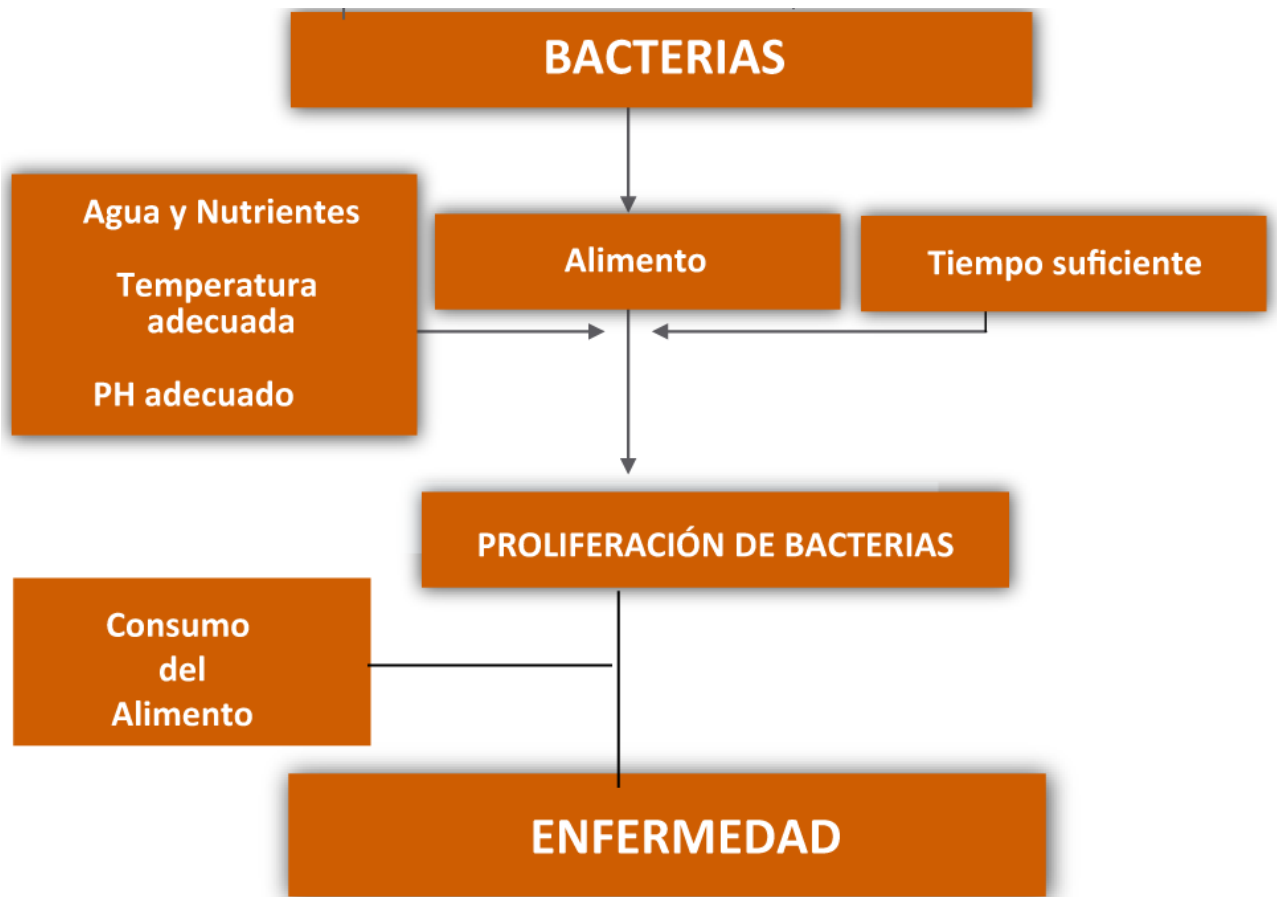 BACTERIAS
Agua y Nutrientes
Temperatura
adecuada
PH adecuado
Alimento
Tiempo suficiente
PROLIFERACIÓN DE BACTERIAS
Consumo
del
Alimento
ENFERMEDAD